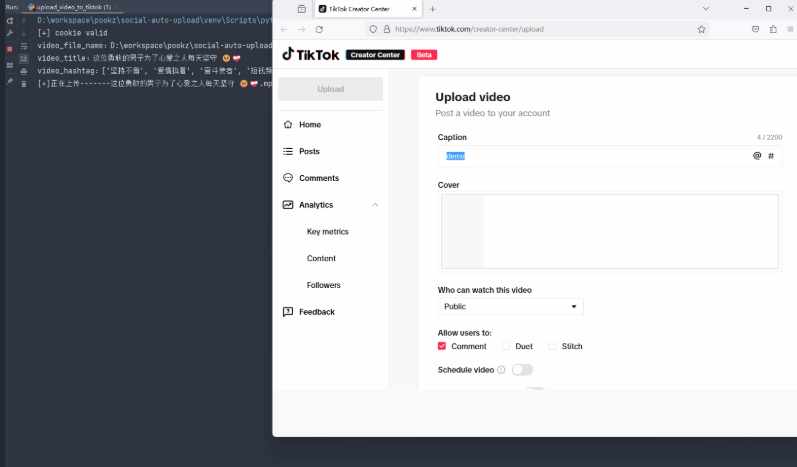 Run: upload_video_to_tiktok (1)
D:\workspace\pookz\social-auto-upload\venv\Scripts\pyt
[+] cookie valid
video_file_name：D:\workspace\pookz\social-auto-upload
video_title：这位勇敢的男子为了心爱之人每天坚守 🥺❤️‍🩹
video_hashtag：['坚持不懈', '爱情执着', '奋斗使者', '短视频
[+]正在上传-------这位勇敢的男子为了心爱之人每天坚守 🥺❤️‍🩹.mp
TikTok Creator Center
https://www.tiktok.com/creator-center/upload
TikTok Creator Center Beta
Upload
Home
Posts
Comments
Analytics
Key metrics
Content
Followers
Feedback
Upload video
Post a video to your account
Caption 4 / 2200
demo @ #
Cover
Who can watch this video
Public
Allow users to:
Comment Duet Stitch
Schedule video